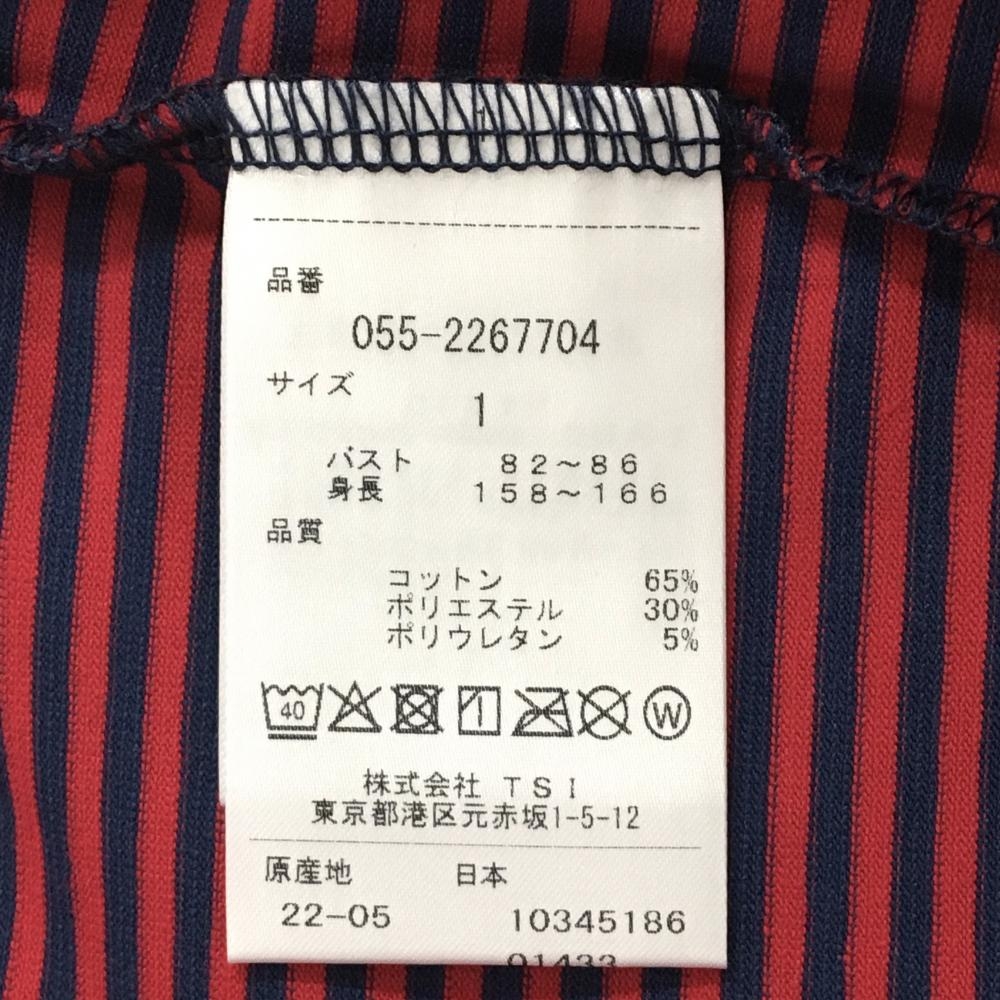 品番
055-2267704
サイズ
1
バスト 82~86
身長 158~166
品質
コットン 65%
ポリエステル 30%
ポリウレタン 5%
40 W
株式会社 TSI
東京都港区元赤坂1-5-12
原産地 日本
22-05 10345186
01433